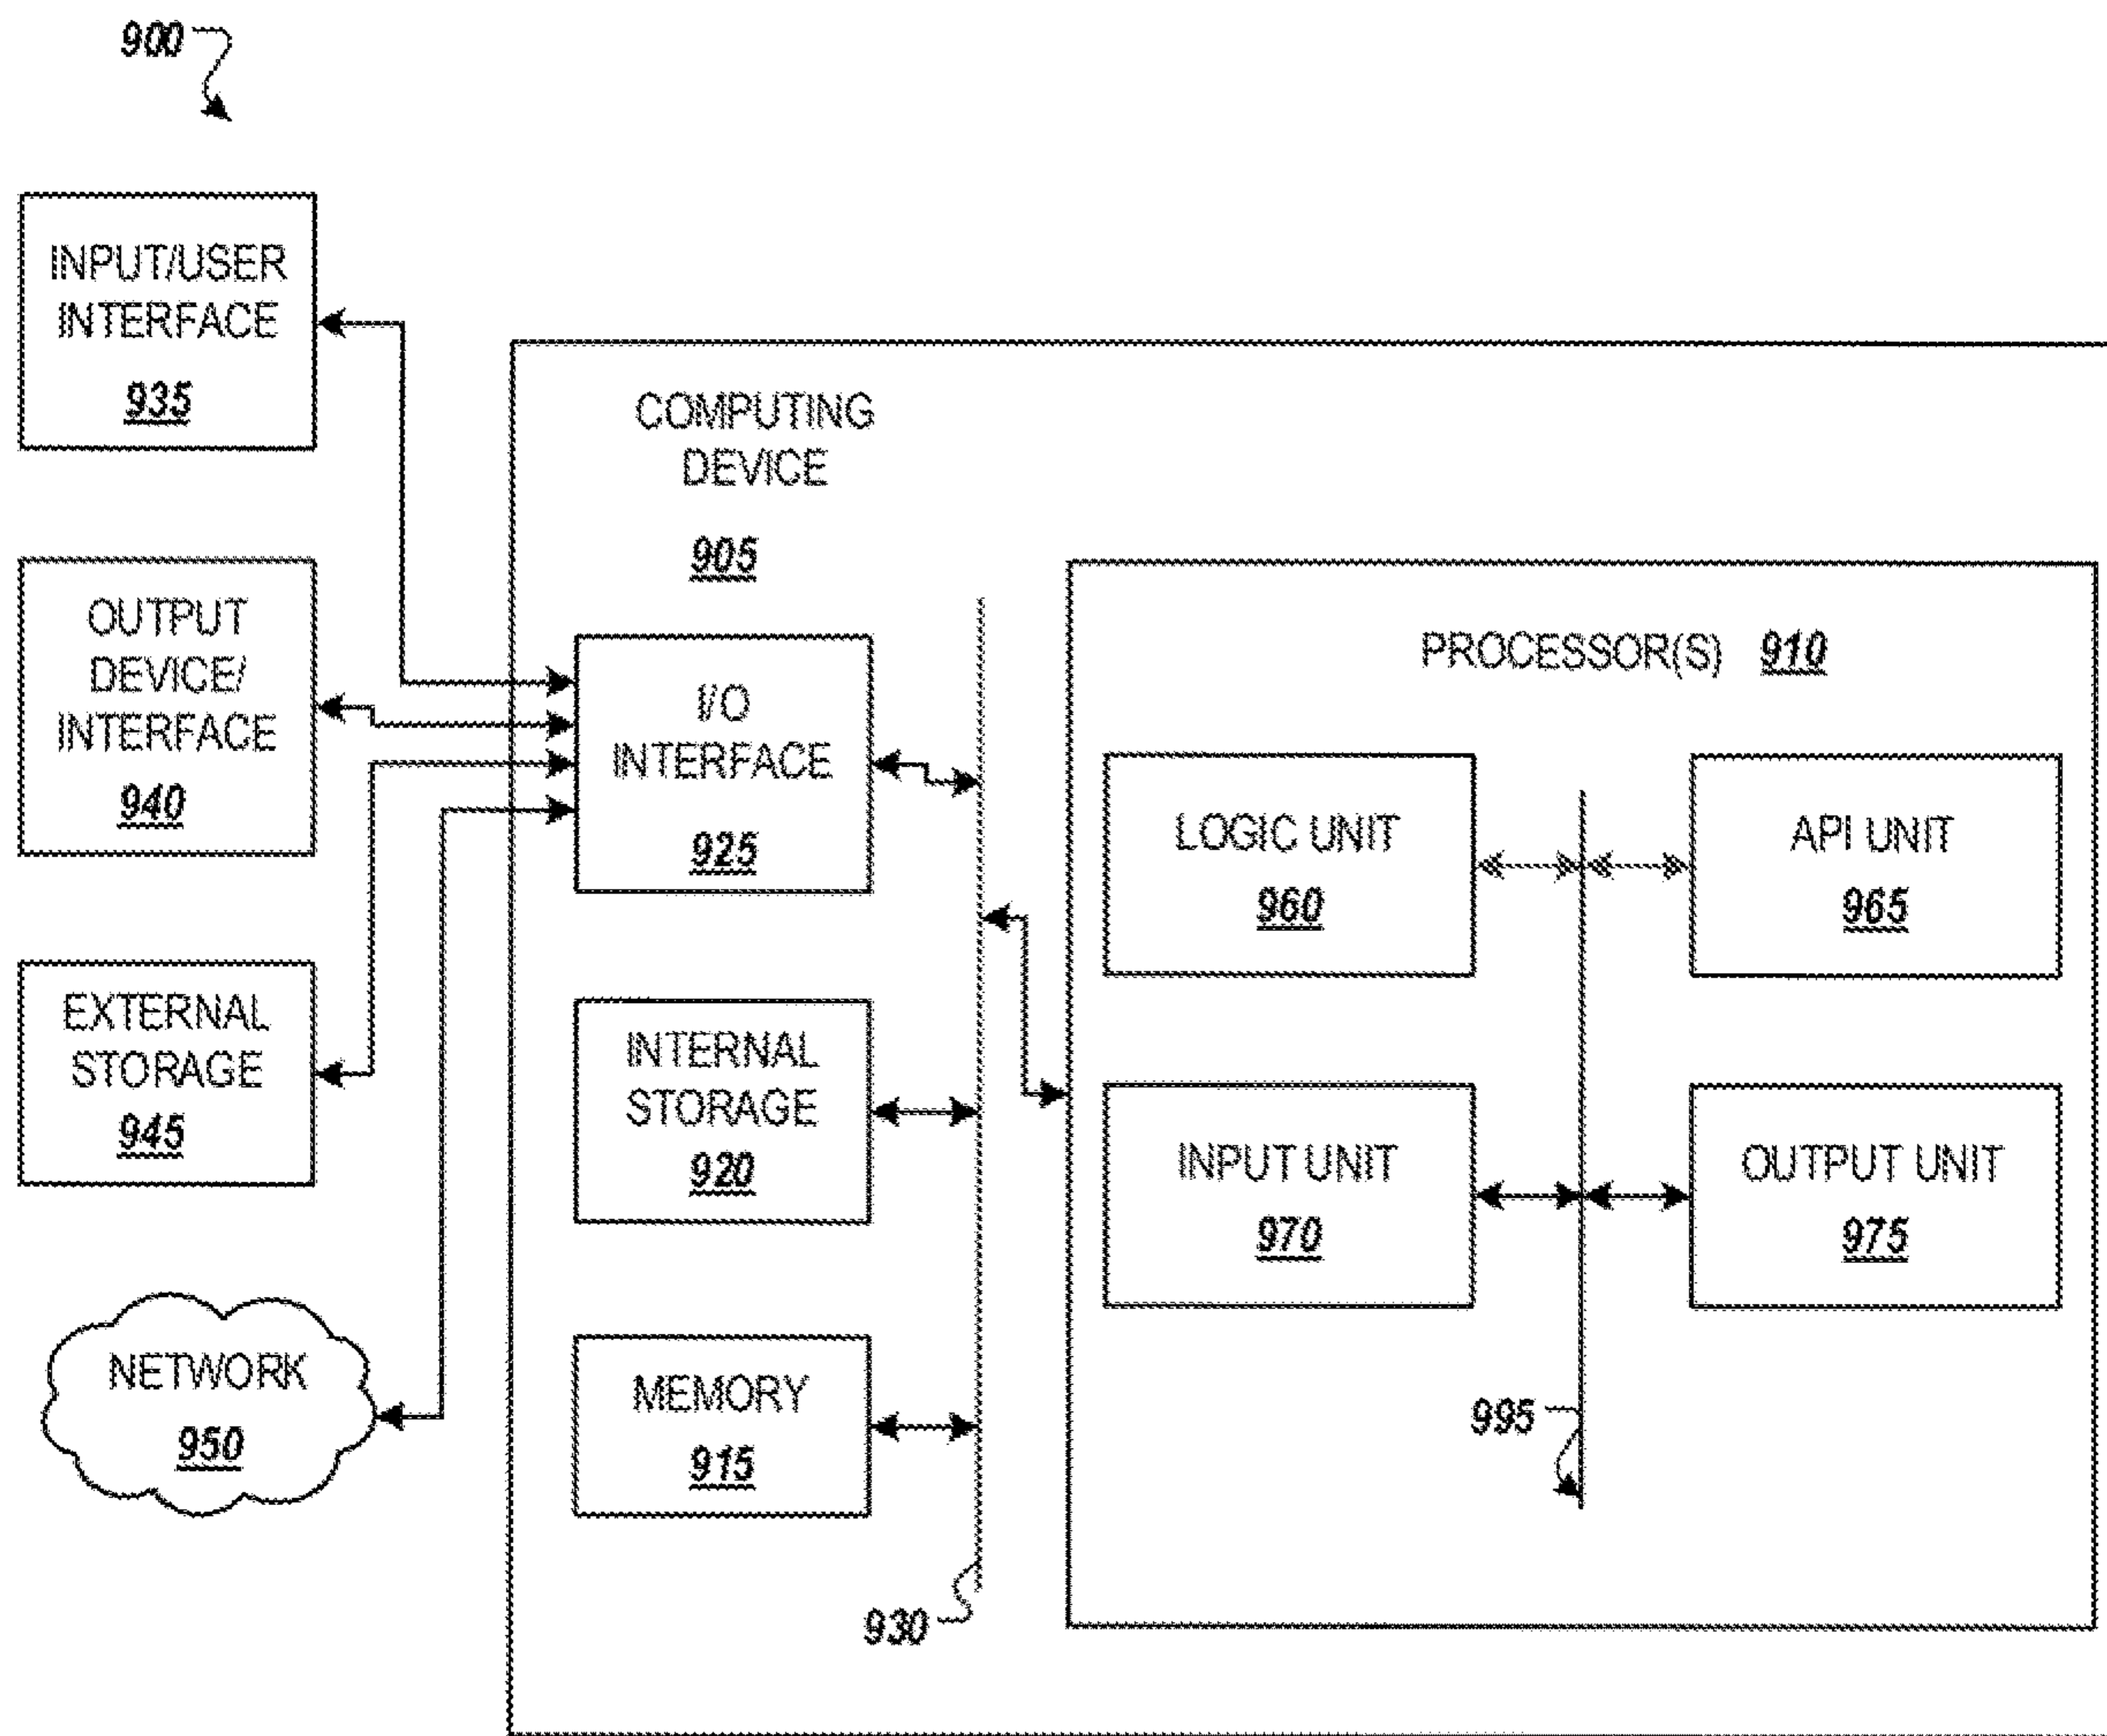 900
INPUT/USER
INTERFACE
935
OUTPUT
DEVICE/
INTERFACE
940
EXTERNAL
STORAGE
945
NETWORK
950
COMPUTING
DEVICE
905
I/O
INTERFACE
925
INTERNAL
STORAGE
920
MEMORY
915
930
PROCESSOR(S) 910
LOGIC UNIT
960
API UNIT
965
INPUT UNIT
970
OUTPUT UNIT
975
995